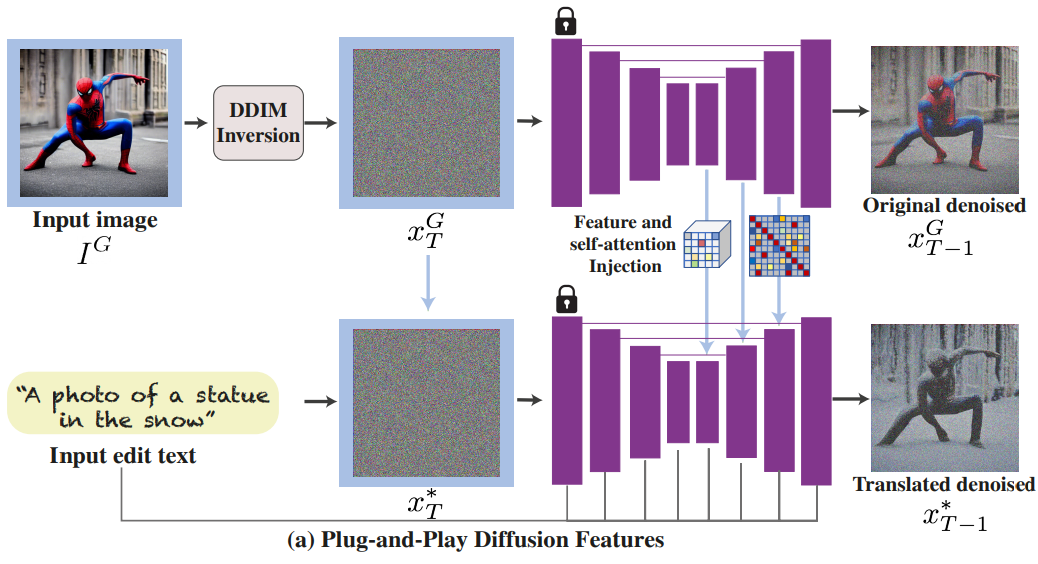 DDIM
Inversion
Input image
I^G
x_T^G
Feature and
self-attention
Injection
Original denoised
x_{T-1}^G
"A photo of a statue
in the snow"
Input edit text
x_T^*
Translated denoised
x_{T-1}^*
(a) Plug-and-Play Diffusion Features